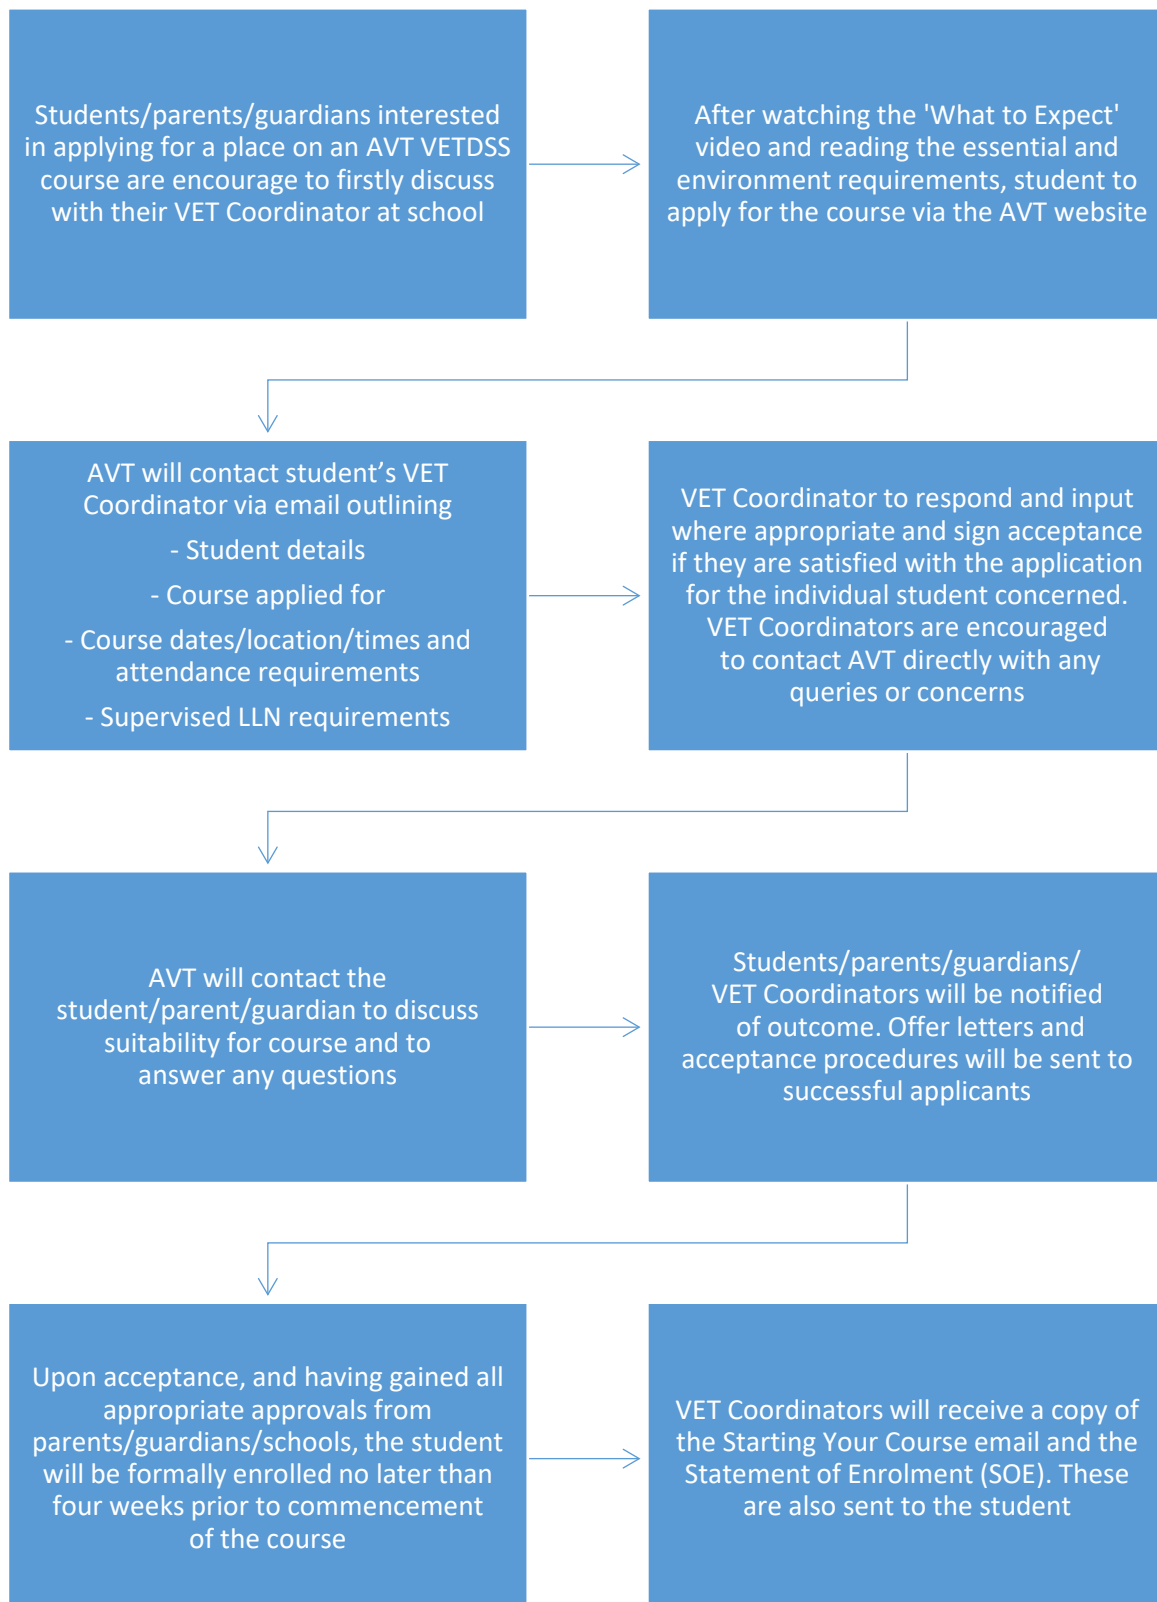 Students/parents/guardians interested
in applying for a place on an AVT VETDSS
course are encourage to firstly discuss
with their VET Coordinator at school
After watching the 'What to Expect'
video and reading the essential and
environment requirements, student to
apply for the course via the AVT website
AVT will contact student’s VET
Coordinator via email outlining
- Student details
- Course applied for
- Course dates/location/times and
attendance requirements
- Supervised LLN requirements
VET Coordinator to respond and input
where appropriate and sign acceptance
if they are satisfied with the application
for the individual student concerned.
VET Coordinators are encouraged
to contact AVT directly with any
queries or concerns
AVT will contact the
student/parent/guardian to discuss
suitability for course and to
answer any questions
Students/parents/guardians/
VET Coordinators will be notified
of outcome. Offer letters and
acceptance procedures will be sent to
successful applicants
Upon acceptance, and having gained all
appropriate approvals from
parents/guardians/schools, the student
will be formally enrolled no later than
four weeks prior to commencement
of the course
VET Coordinators will receive a copy of
the Starting Your Course email and the
Statement of Enrolment (SOE). These
are also sent to the student